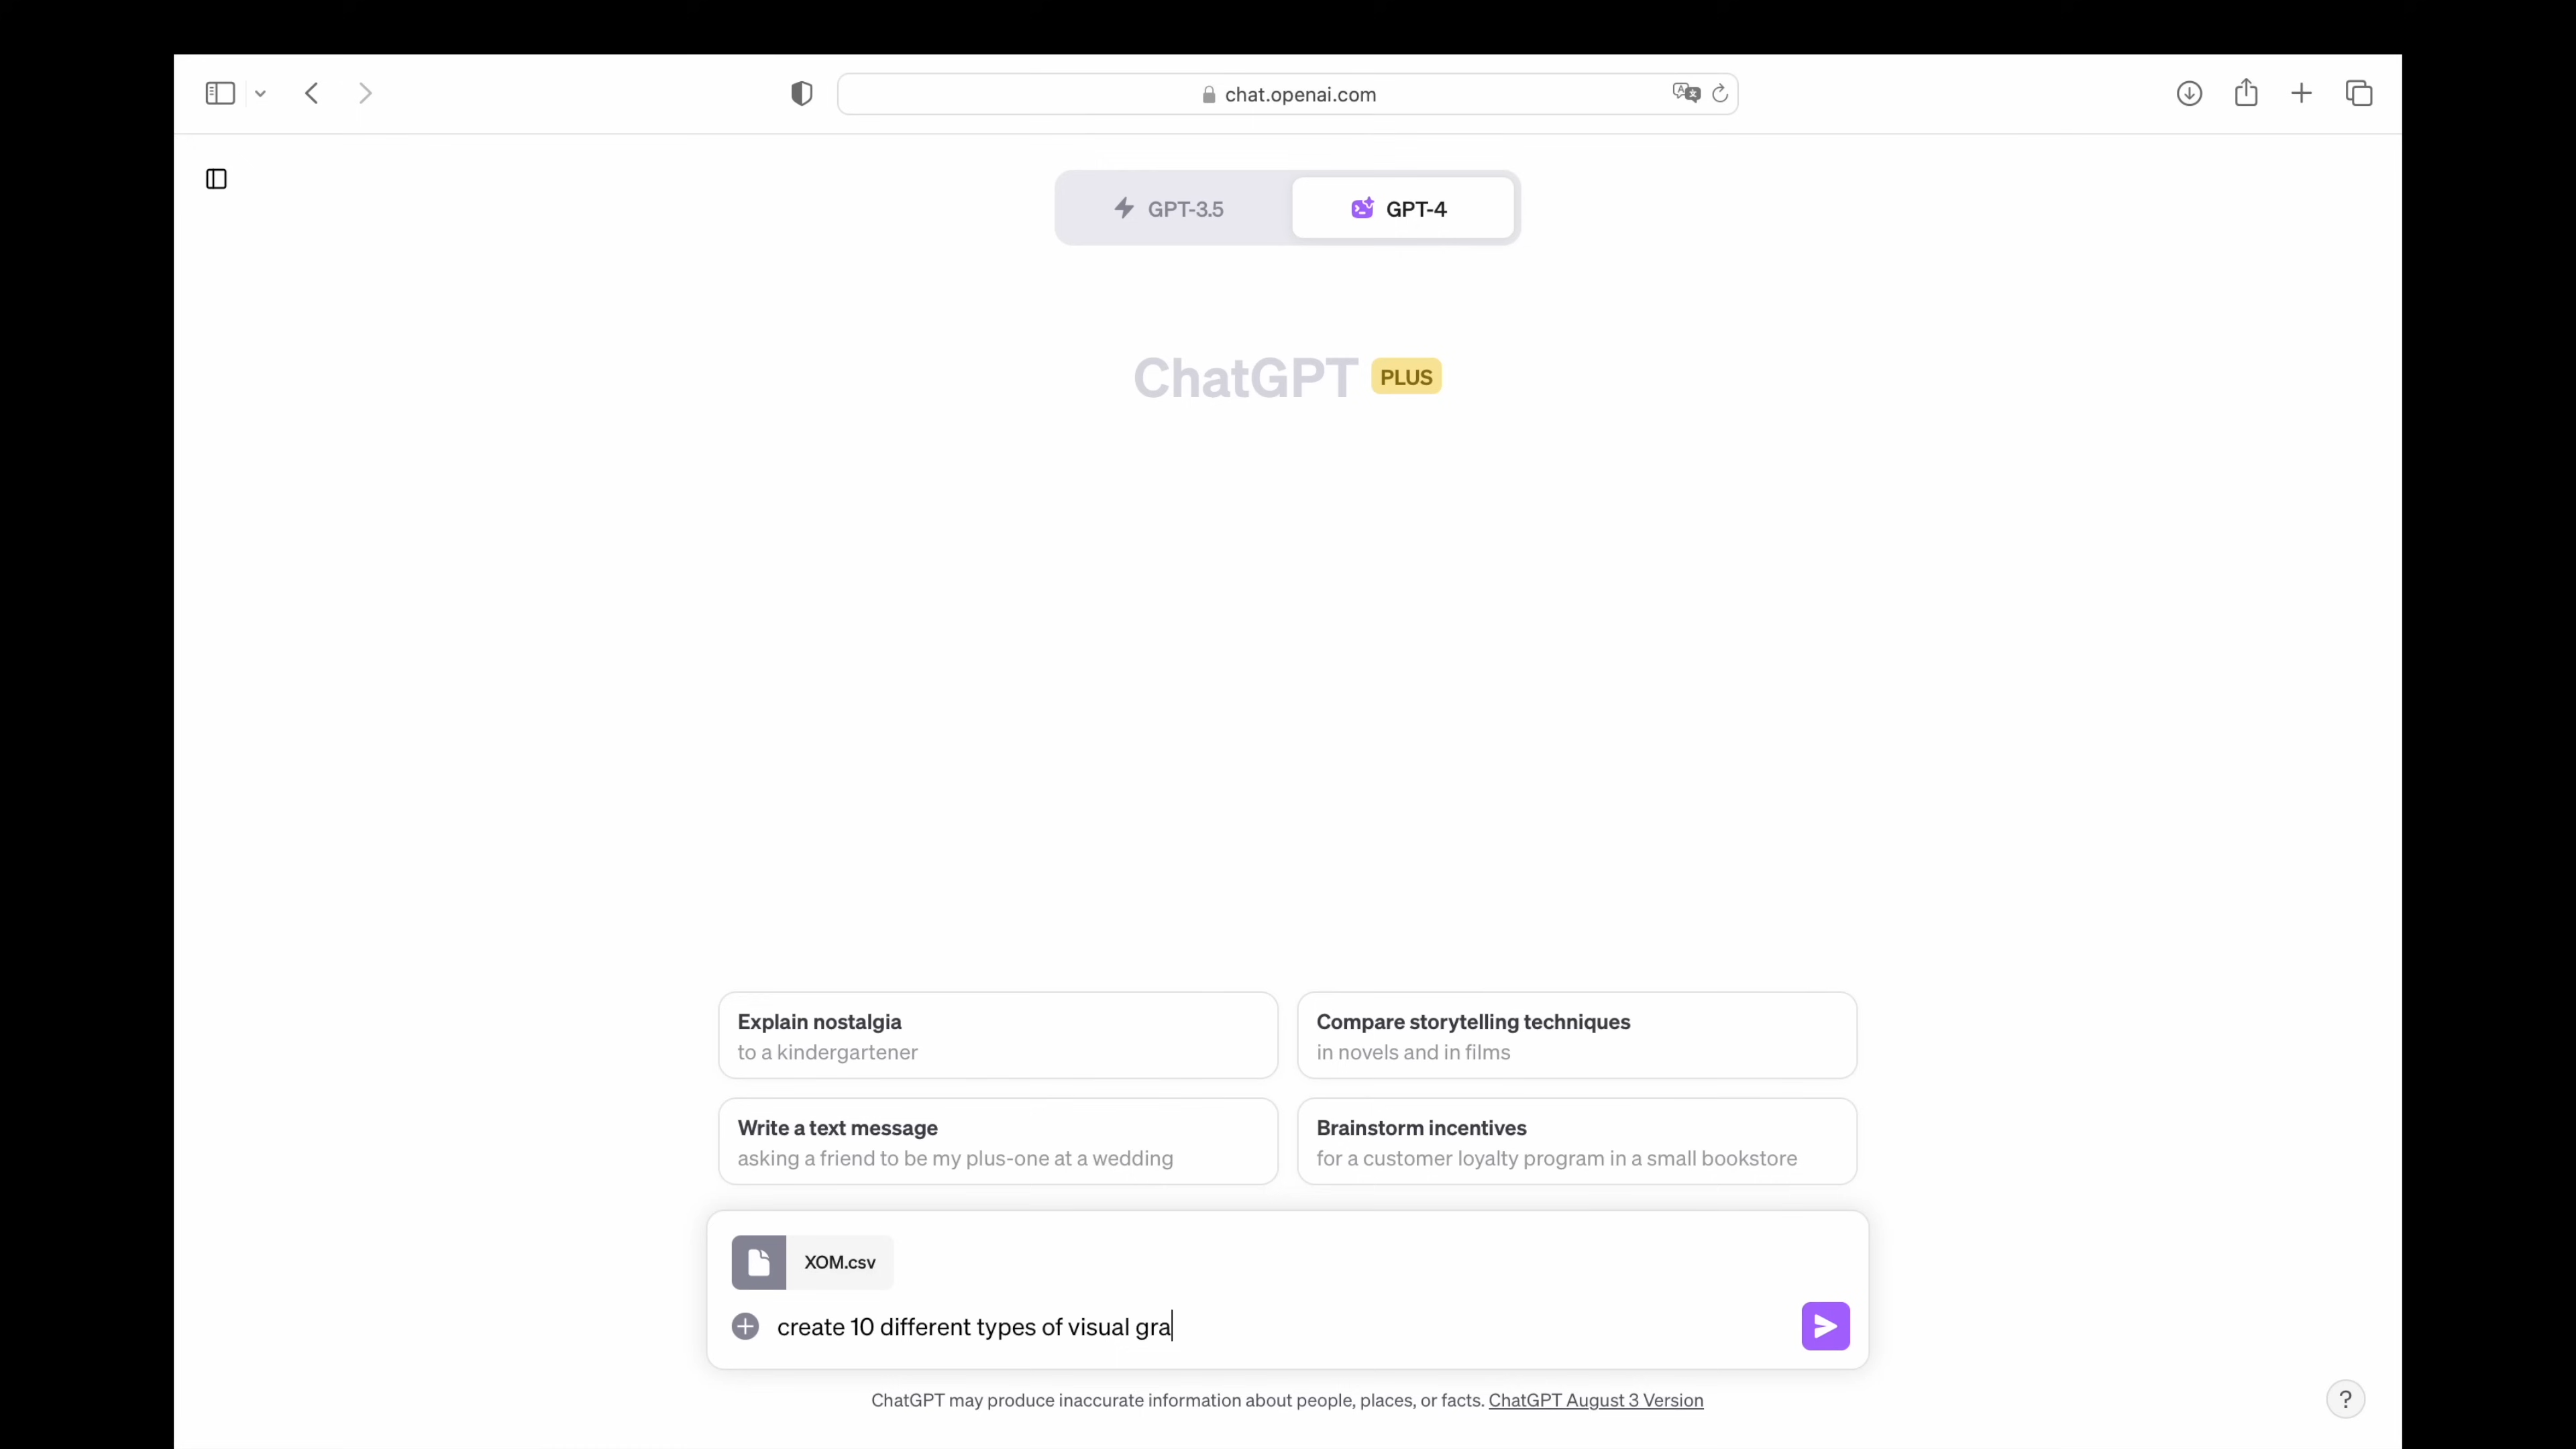 chat.openai.com
GPT-3.5
GPT-4
ChatGPT PLUS
Explain nostalgia
to a kindergartener
Compare storytelling techniques
in novels and in films
Write a text message
asking a friend to be my plus-one at a wedding
Brainstorm incentives
for a customer loyalty program in a small bookstore
XOM.csv
create 10 different types of visual gra
ChatGPT may produce inaccurate information about people, places, or facts. ChatGPT August 3 Version
?